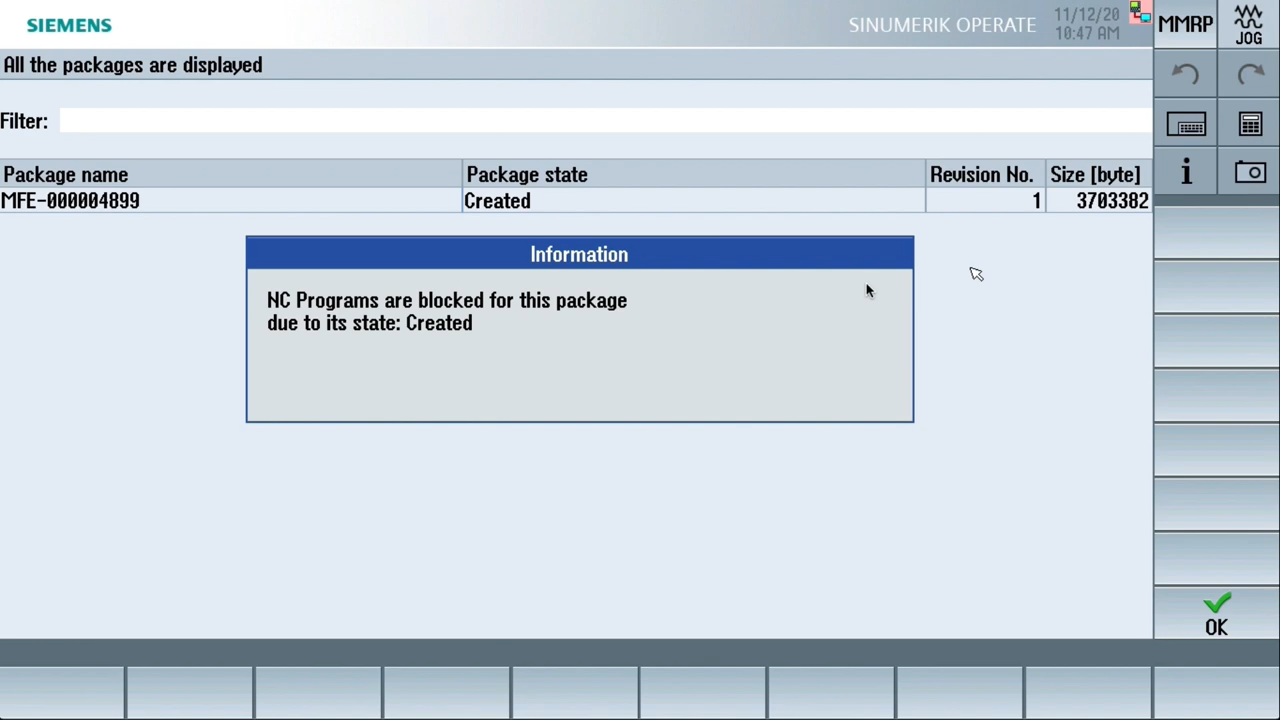 SIEMENS
SINUMERIK OPERATE
11/12/20
10:47 AM
MMRP
JOG
All the packages are displayed
Filter:
Package name Package state Revision No. Size [byte]
MFE-000004899 Created 1 3703382
Information
NC Programs are blocked for this package
due to its state: Created
i
OK